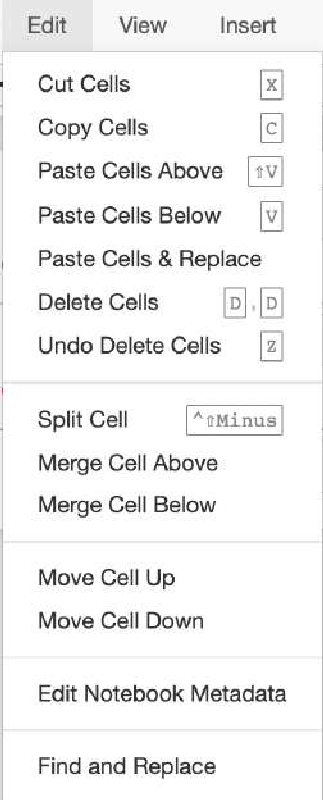 Edit View Insert
Cut Cells X
Copy Cells C
Paste Cells Above ⇧V
Paste Cells Below V
Paste Cells & Replace
Delete Cells D , D
Undo Delete Cells Z
Split Cell ^⇧Minus
Merge Cell Above
Merge Cell Below
Move Cell Up
Move Cell Down
Edit Notebook Metadata
Find and Replace